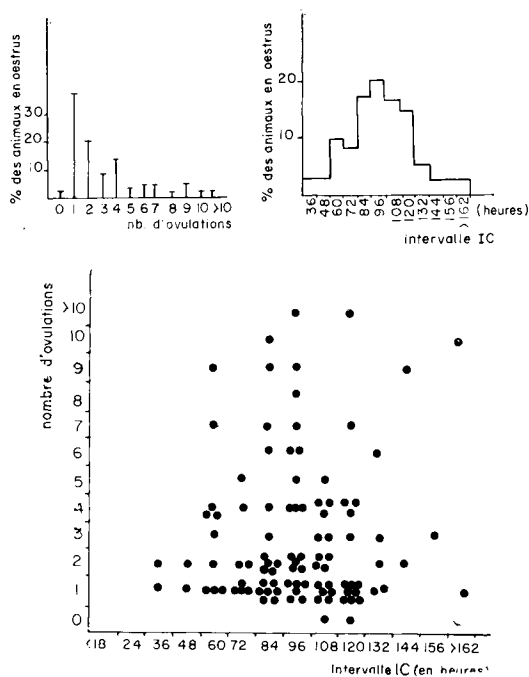 % des animaux en oestrus
30
20
10
0 1 2 3 4 5 6 7 8 9 10 >10
nb. d'ovulations
% des animaux en oestrus
20
10
36 48 60 72 84 96 108 120 132 144 156 >162 (heures)
intervalle IC
nombre d'ovulations
>10
10
9
8
7
6
5
4
3
2
1
0
<18 24 36 48 60 72 84 96 108 120 132 144 156 >162
Intervalle IC (en heures)